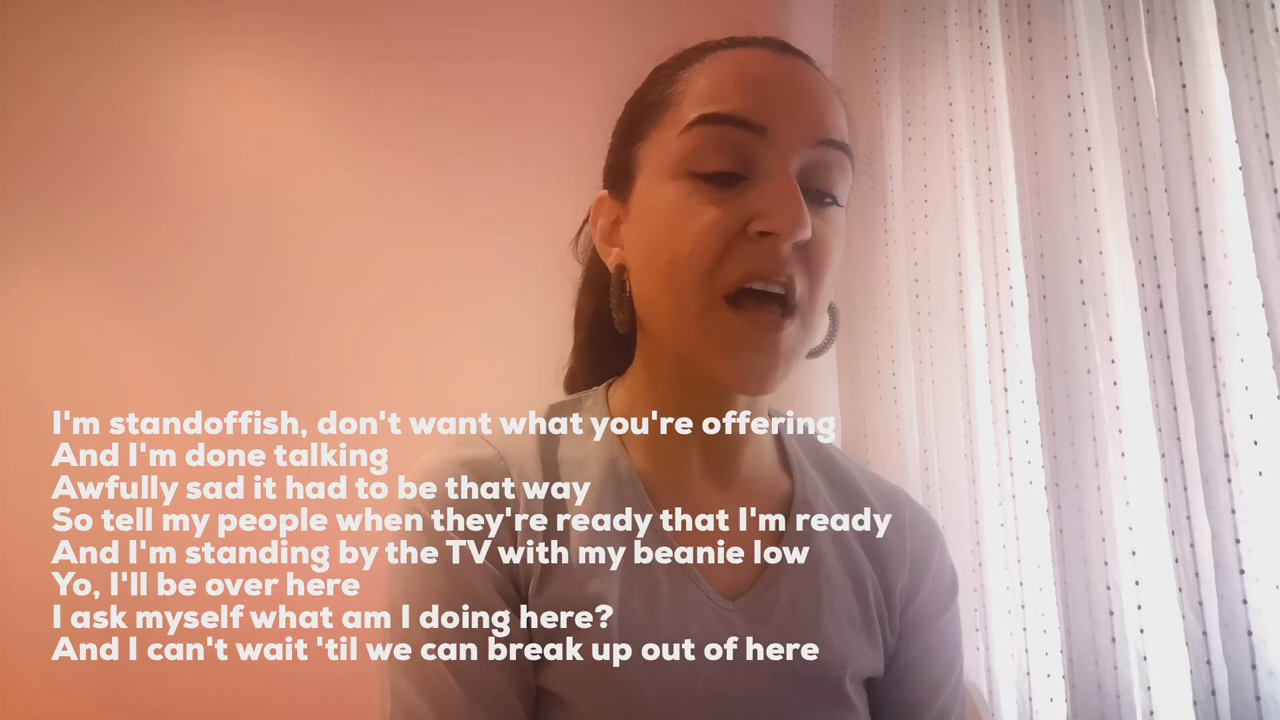 I'm standoffish, don't want what you're offering
And I'm done talking
Awfully sad it had to be that way
So tell my people when they're ready that I'm ready
And I'm standing by the TV with my beanie low
Yo, I'll be over here
I ask myself what am I doing here?
And I can't wait 'til we can break up out of here